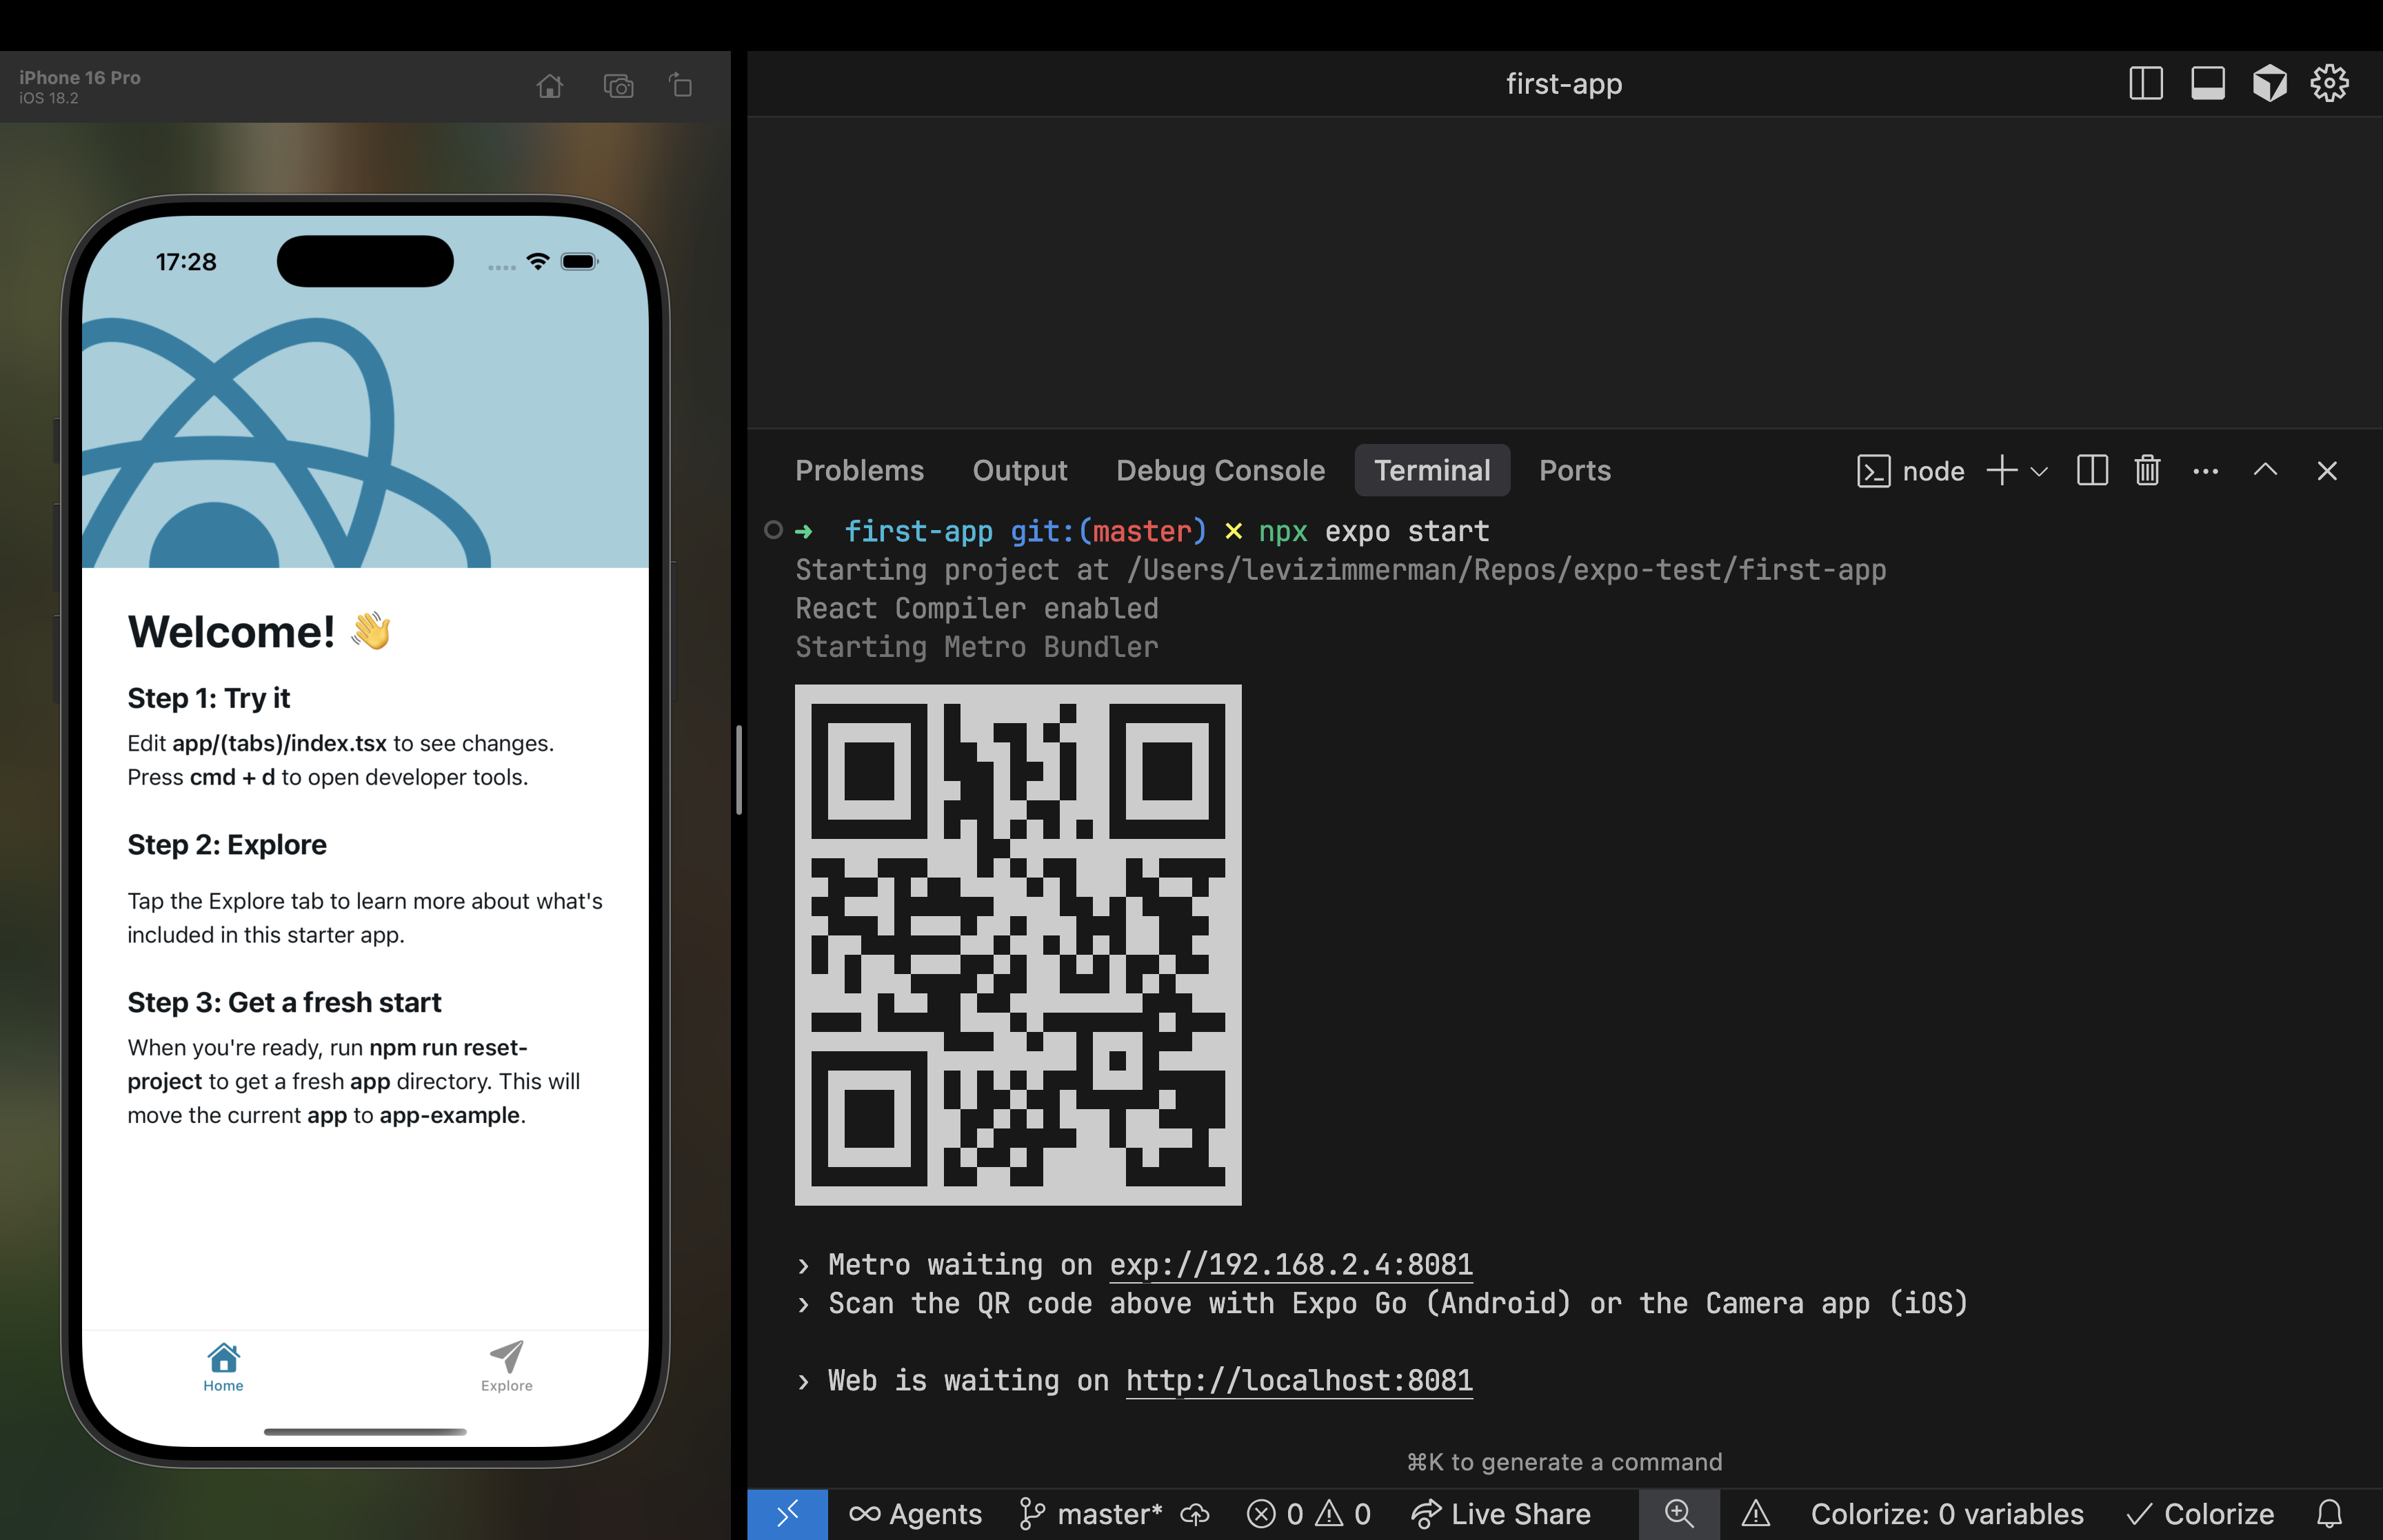 iPhone 16 Pro
iOS 18.2
17:28
Welcome! 👋
Step 1: Try it
Edit app/(tabs)/index.tsx to see changes.
Press cmd + d to open developer tools.
Step 2: Explore
Tap the Explore tab to learn more about what's
included in this starter app.
Step 3: Get a fresh start
When you're ready, run npm run reset-
project to get a fresh app directory. This will
move the current app to app-example.
Home
Explore
first-app
Problems
Output
Debug Console
Terminal
Ports
node
➜ first-app git:(master) ✗ npx expo start
Starting project at /Users/levizimmerman/Repos/expo-test/first-app
React Compiler enabled
Starting Metro Bundler
› Metro waiting on exp://192.168.2.4:8081
› Scan the QR code above with Expo Go (Android) or the Camera app (iOS)
› Web is waiting on http://localhost:8081
⌘K to generate a command
Agents
master*
0
0
Live Share
Colorize: 0 variables
Colorize